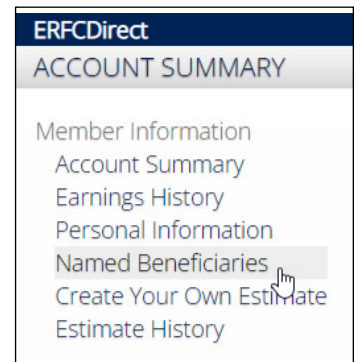 ERFCDirect
ACCOUNT SUMMARY
Member Information
Account Summary
Earnings History
Personal Information
Named Beneficiaries
Create Your Own Estimate
Estimate History